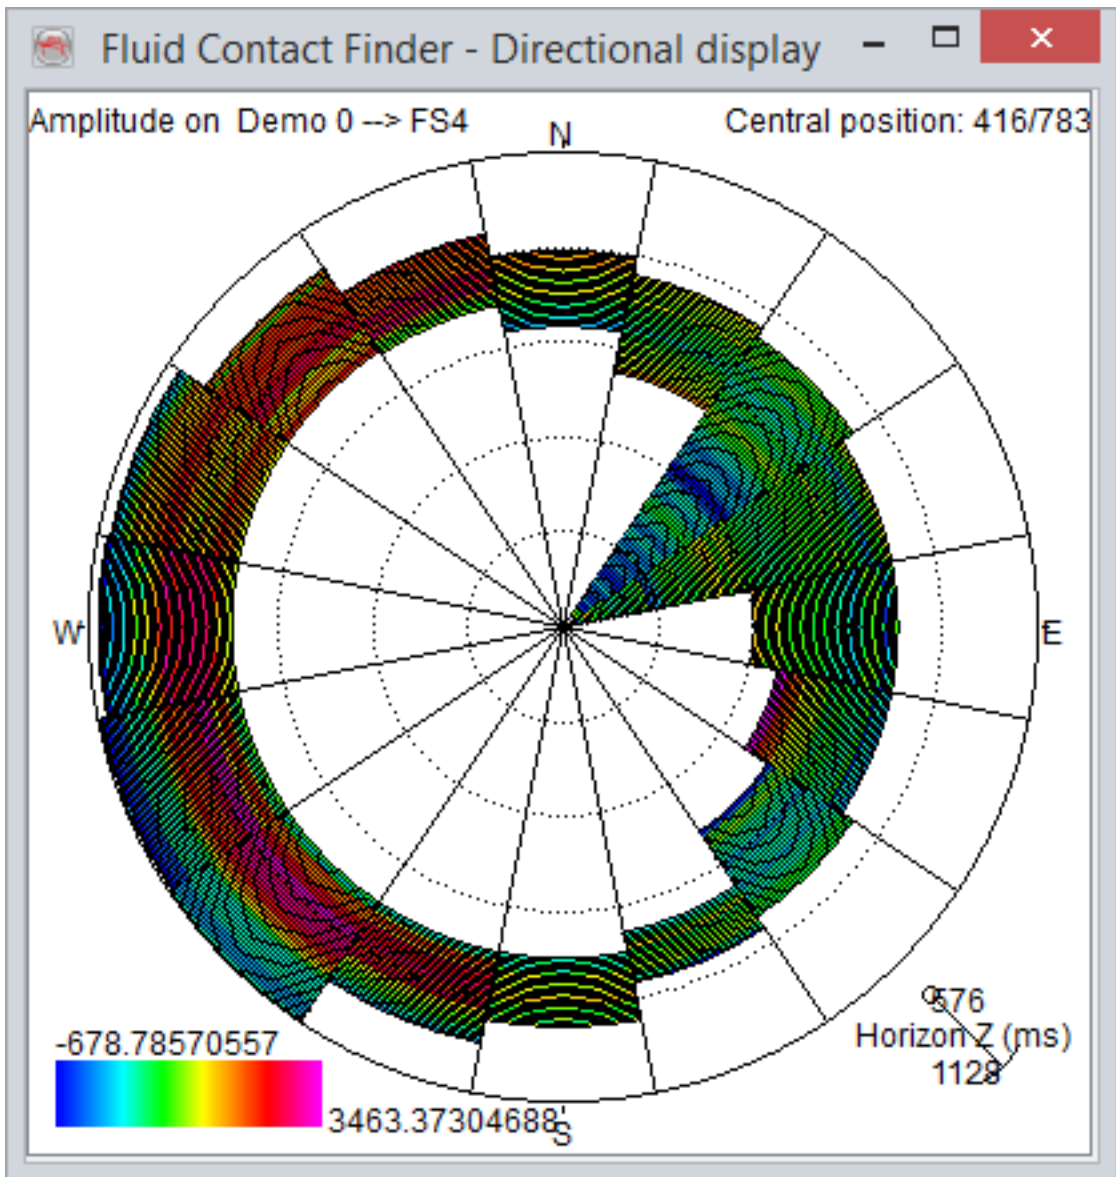 Fluid Contact Finder - Directional display
Amplitude on Demo 0 --> FS4
Central position: 416/783
N
W
E
576
Horizon Z (ms)
1128
-678.78570557
3463.37304688
S